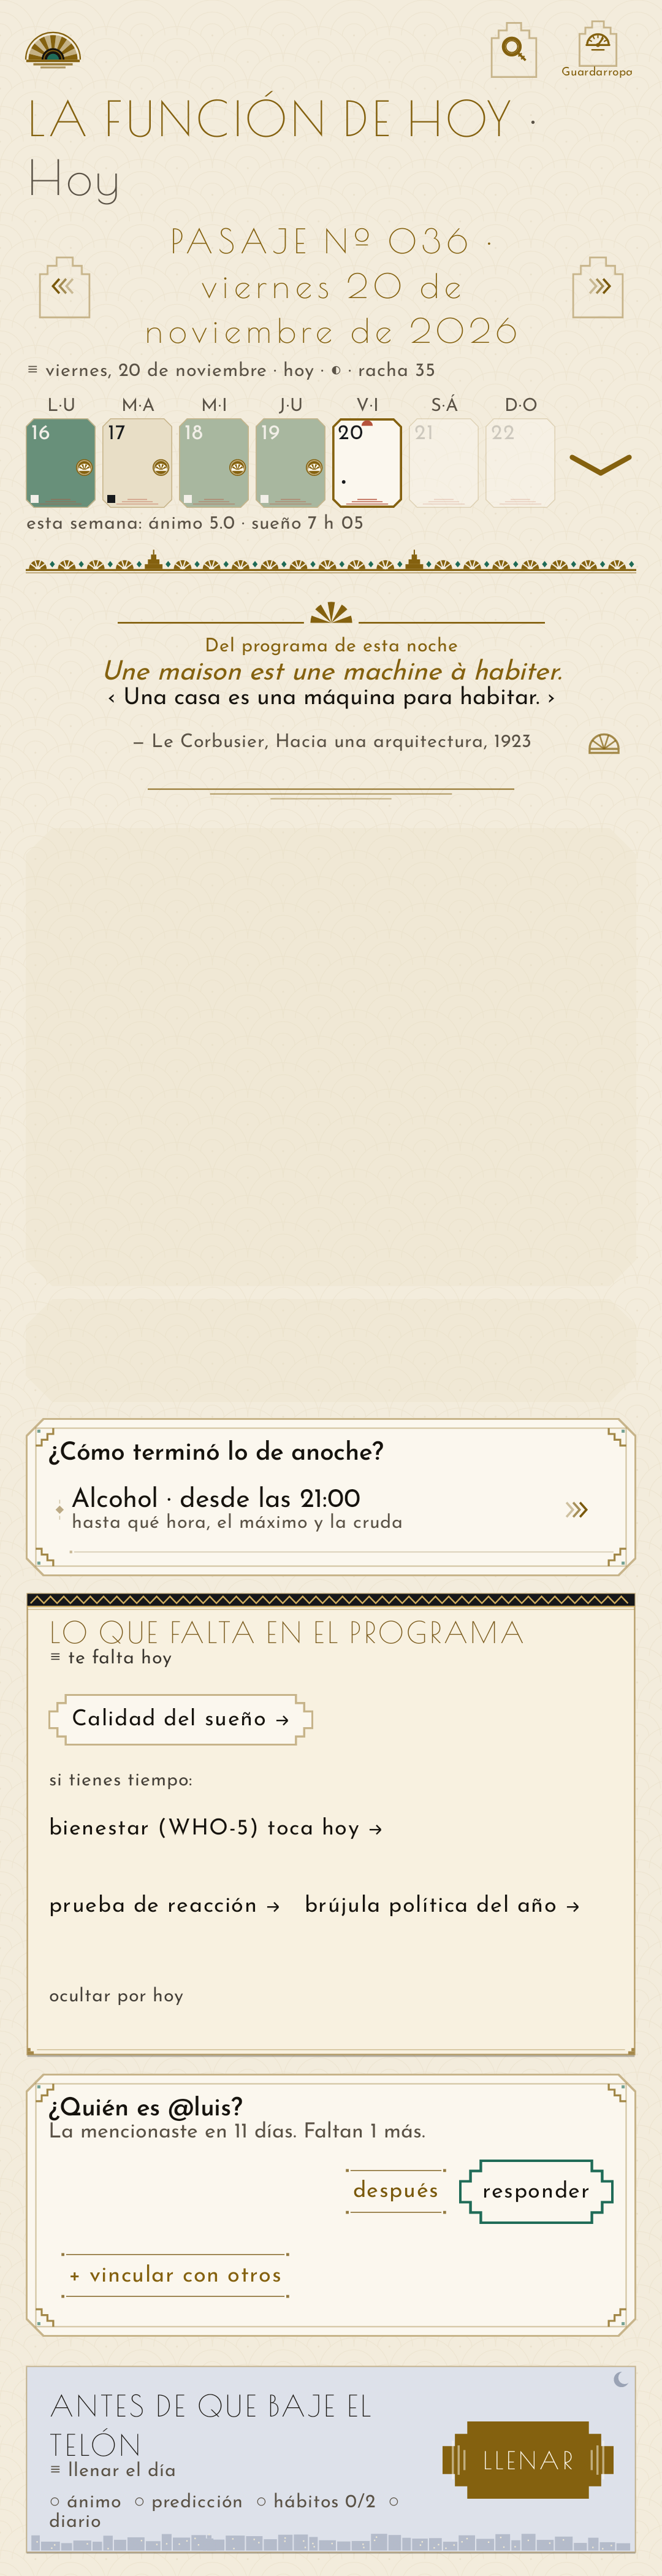 Guardarropa
LA FUNCIÓN DE HOY ·
Hoy
PASAJE Nº 036 ·
viernes 20 de
noviembre de 2026
≡ viernes, 20 de noviembre · hoy · ◐ · racha 35
L·U M·A M·I J·U V·I S·Á D·O
16 17 18 19 20 21 22
esta semana: ánimo 5.0 · sueño 7 h 05
Del programa de esta noche
Une maison est une machine à habiter.
‹ Una casa es una máquina para habitar. ›
— Le Corbusier, Hacia una arquitectura, 1923
¿Cómo terminó lo de anoche?
Alcohol · desde las 21:00
hasta qué hora, el máximo y la cruda
LO QUE FALTA EN EL PROGRAMA
≡ te falta hoy
Calidad del sueño →
si tienes tiempo:
bienestar (WHO-5) toca hoy →
prueba de reacción → brújula política del año →
ocultar por hoy
¿Quién es @luis?
La mencionaste en 11 días. Faltan 1 más.
después responder
+ vincular con otros
ANTES DE QUE BAJE EL
TELÓN
≡ llenar el día
LLENAR
○ ánimo ○ predicción ○ hábitos 0/2 ○
diario